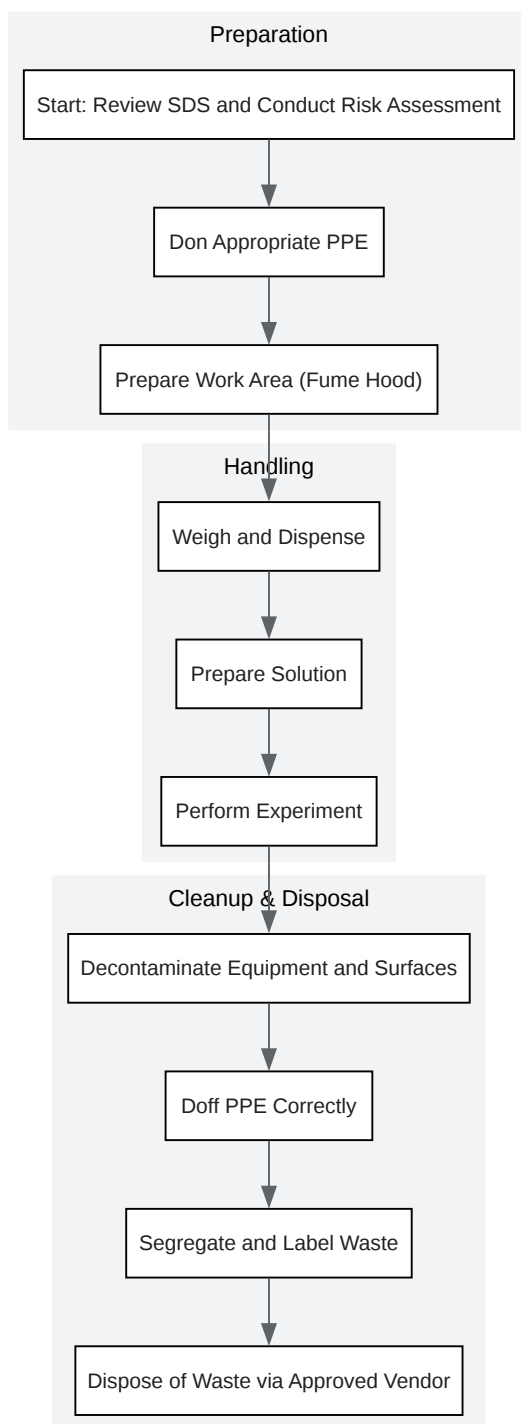 Preparation
Start: Review SDS and Conduct Risk Assessment
Don Appropriate PPE
Prepare Work Area (Fume Hood)
Handling
Weigh and Dispense
Prepare Solution
Perform Experiment
Cleanup & Disposal
Decontaminate Equipment and Surfaces
Doff PPE Correctly
Segregate and Label Waste
Dispose of Waste via Approved Vendor